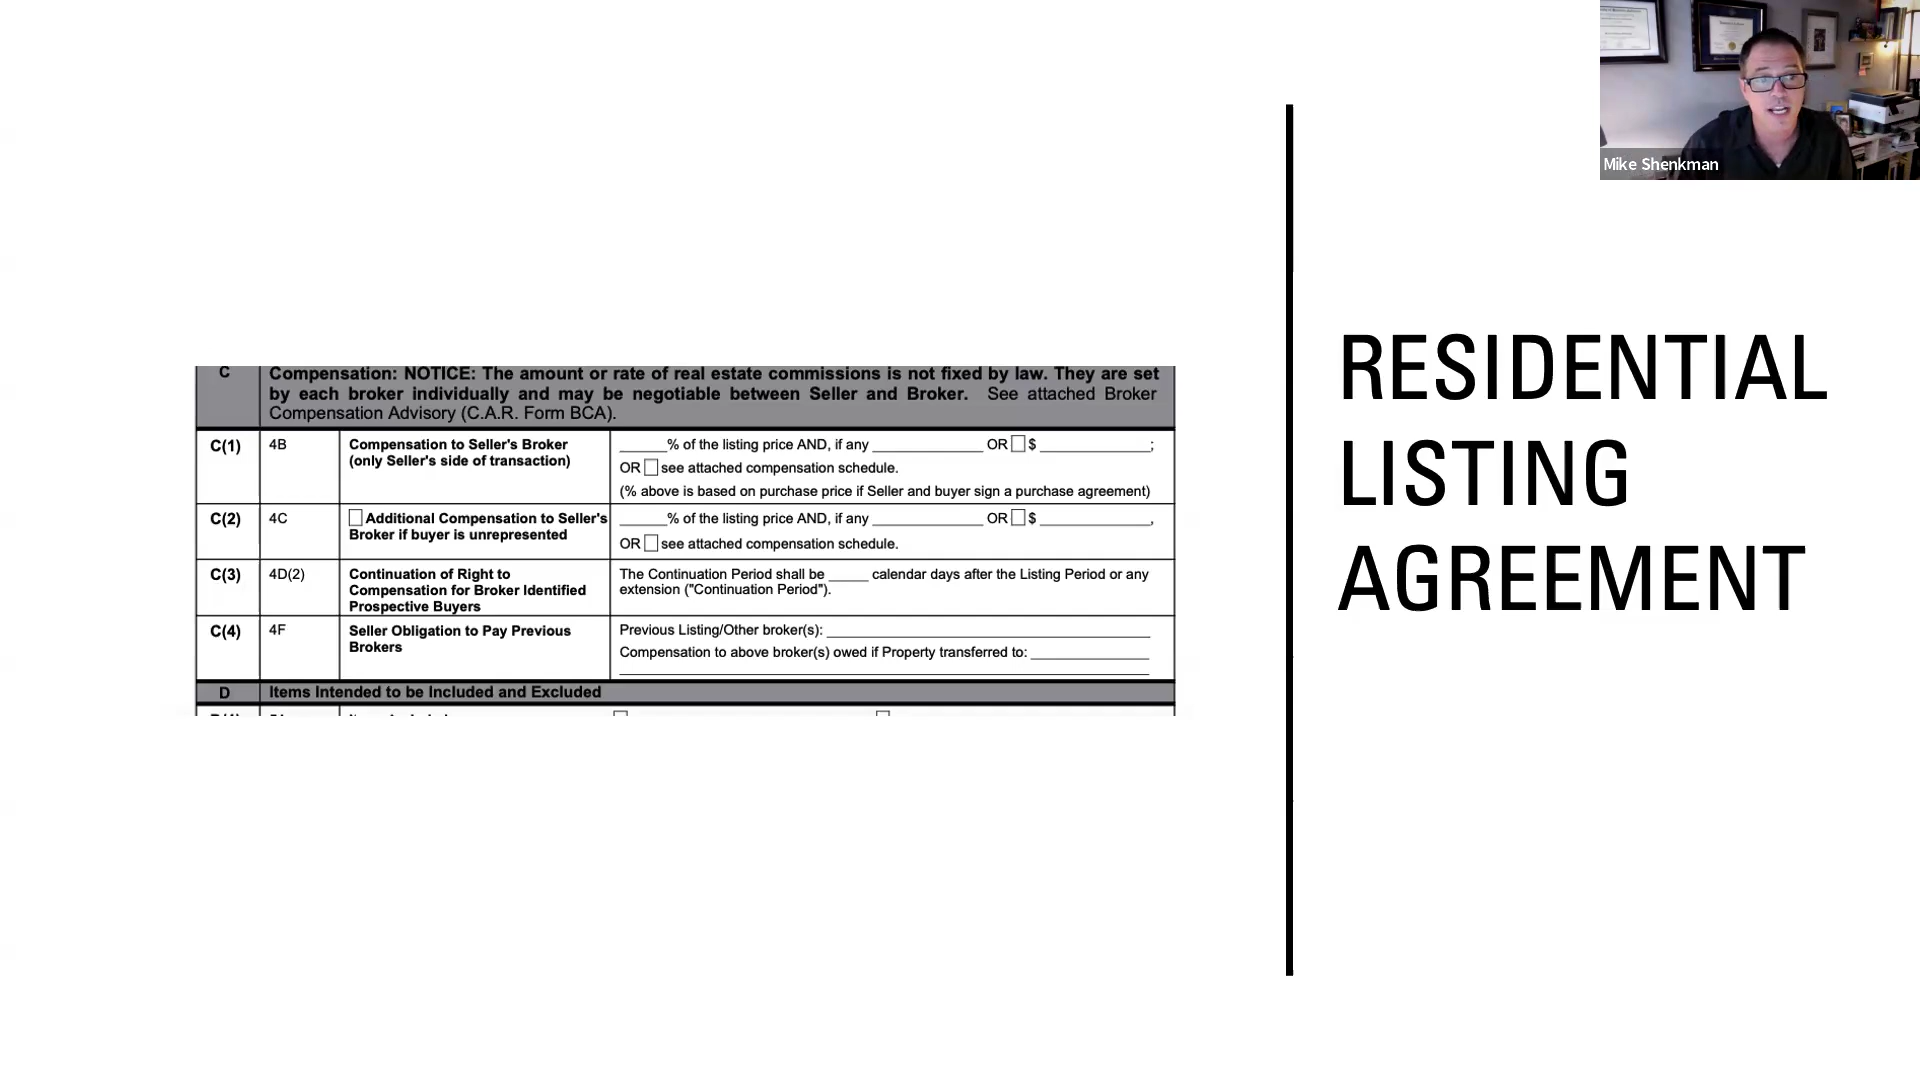 C Compensation: NOTICE: The amount or rate of real estate commissions is not fixed by law. They are set
by each broker individually and may be negotiable between Seller and Broker. See attached Broker
Compensation Advisory (C.A.R. Form BCA).
C(1) 4B Compensation to Seller's Broker
(only Seller's side of transaction)
______% of the listing price AND, if any ______________ OR $ ______________;
OR see attached compensation schedule.
(% above is based on purchase price if Seller and buyer sign a purchase agreement)
C(2) 4C Additional Compensation to Seller's
Broker if buyer is unrepresented
______% of the listing price AND, if any ______________ OR $ ______________,
OR see attached compensation schedule.
C(3) 4D(2) Continuation of Right to
Compensation for Broker Identified
Prospective Buyers
The Continuation Period shall be _____ calendar days after the Listing Period or any
extension ("Continuation Period").
C(4) 4F Seller Obligation to Pay Previous
Brokers
Previous Listing/Other broker(s): ______________
Compensation to above broker(s) owed if Property transferred to: ______________
D Items Intended to be Included and Excluded
RESIDENTIAL
LISTING
AGREEMENT
Mike Shenkman